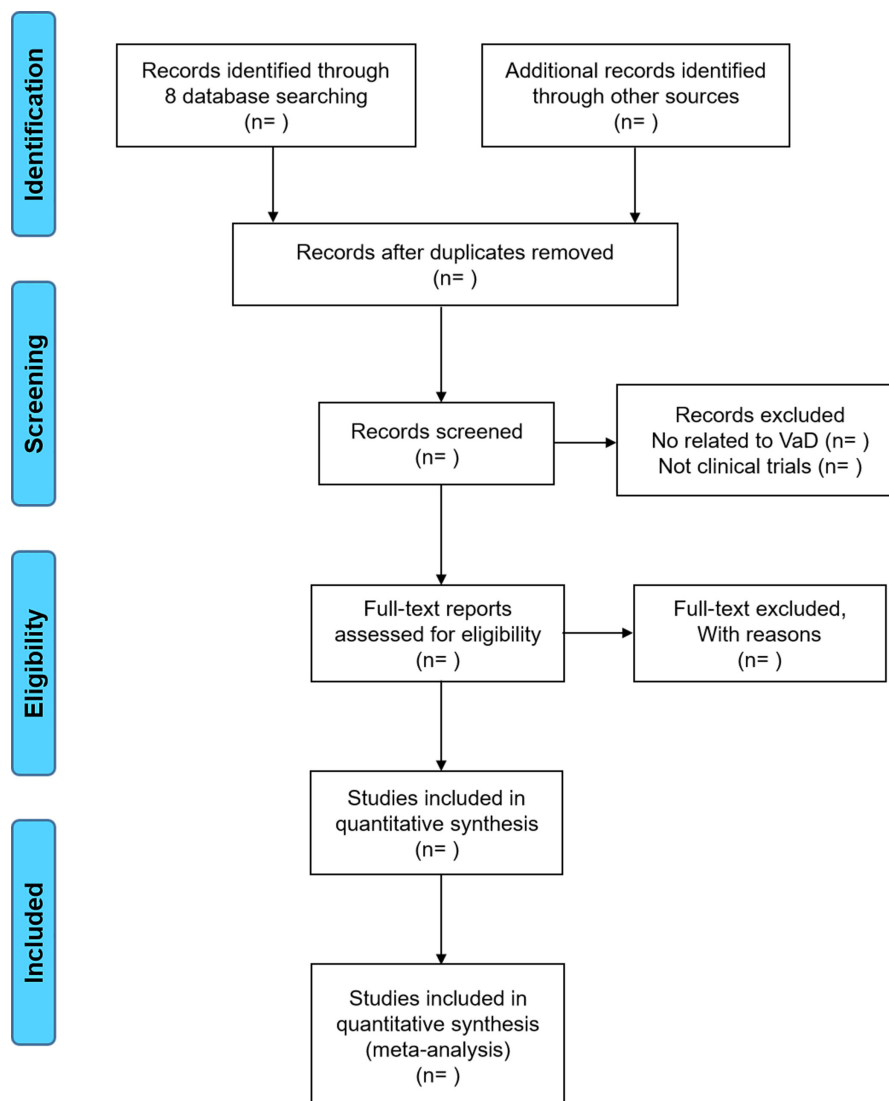 Identification
Records identified through
8 database searching
(n= )
Additional records identified
through other sources
(n= )
Records after duplicates removed
(n= )
Screening
Records screened
(n= )
Records excluded
No related to VaD (n= )
Not clinical trials (n= )
Eligibility
Full-text reports
assessed for eligibility
(n= )
Full-text excluded,
With reasons
(n= )
Studies included in
quantitative synthesis
(n= )
Included
Studies included in
quantitative synthesis
(meta-analysis)
(n= )